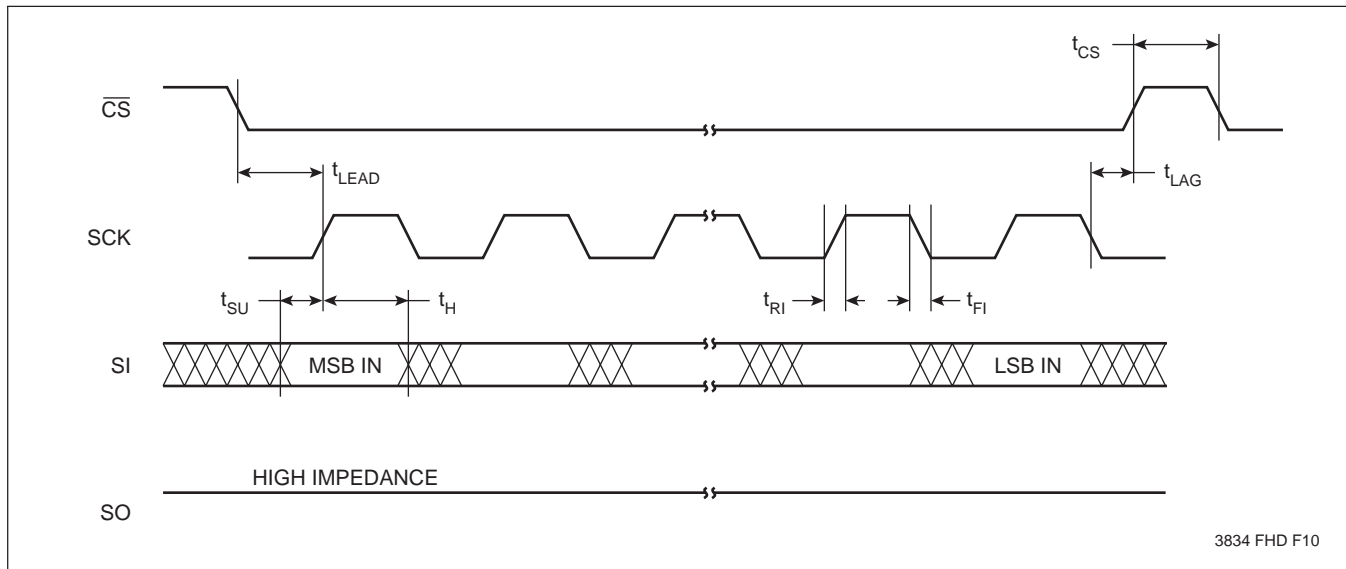 tCS
CS
tLEAD
tLAG
SCK
tSU
tH
tRI
tFI
SI
MSB IN
LSB IN
HIGH IMPEDANCE
SO
3834 FHD F10